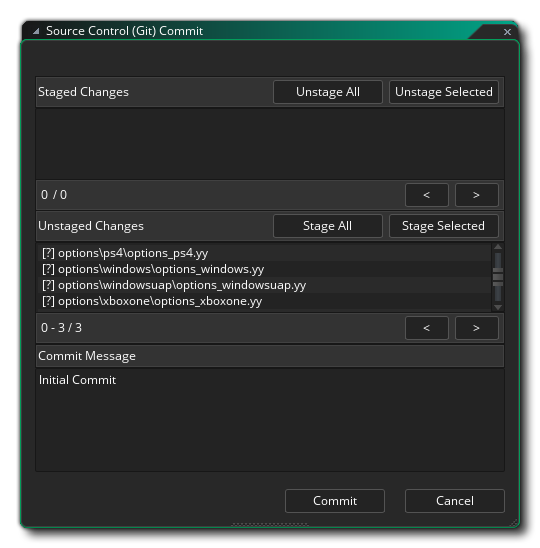 Source Control (Git) Commit
Staged Changes Unstage All Unstage Selected
0 / 0 < >
Unstaged Changes Stage All Stage Selected
[?] options\ps4\options_ps4.yy
[?] options\windows\options_windows.yy
[?] options\windowsuap\options_windowsuap.yy
[?] options\xboxone\options_xboxone.yy
0 - 3 / 3 < >
Commit Message
Initial Commit
Commit Cancel